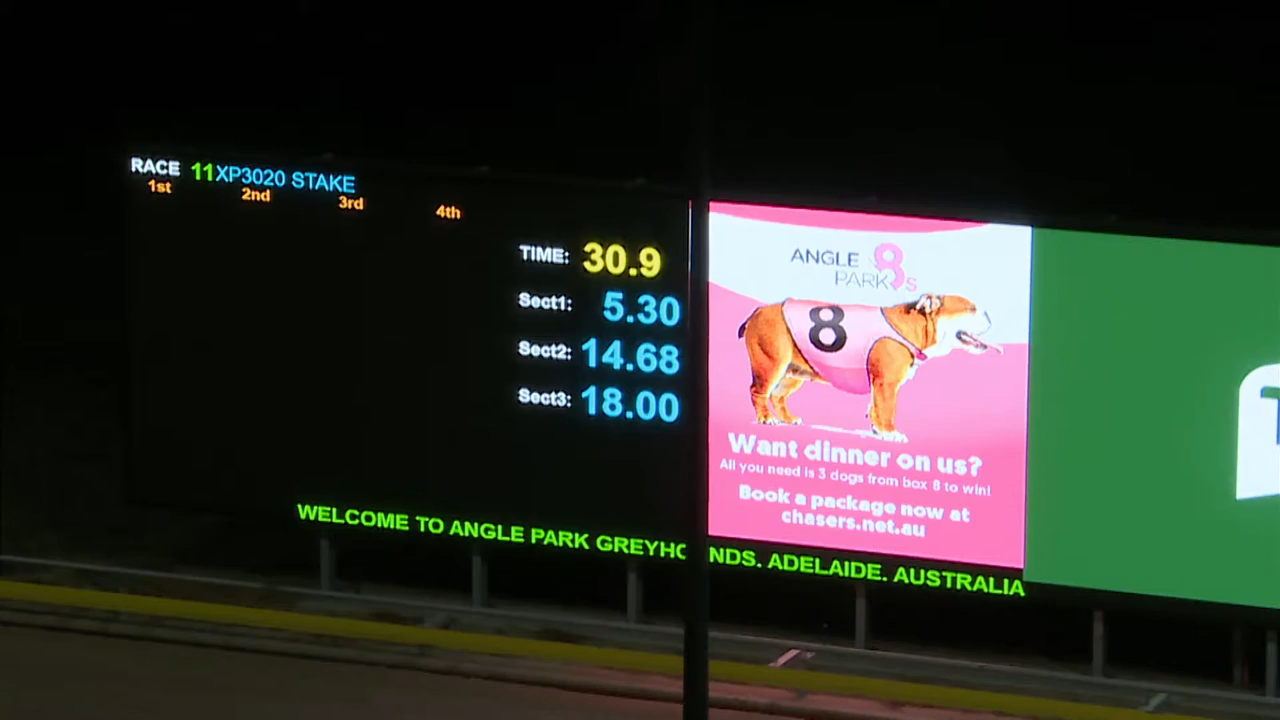 RACE 11XP3020 STAKE
1st 2nd 3rd 4th
TIME: 30.9
Sect1: 5.30
Sect2: 14.68
Sect3: 18.00
ANGLE 8
PARK s
8
Want dinner on us?
All you need is 3 dogs from box 8 to win!
Book a package now at
chasers.net.au
WELCOME TO ANGLE PARK GREYHO NDS. ADELAIDE. AUSTRALIA